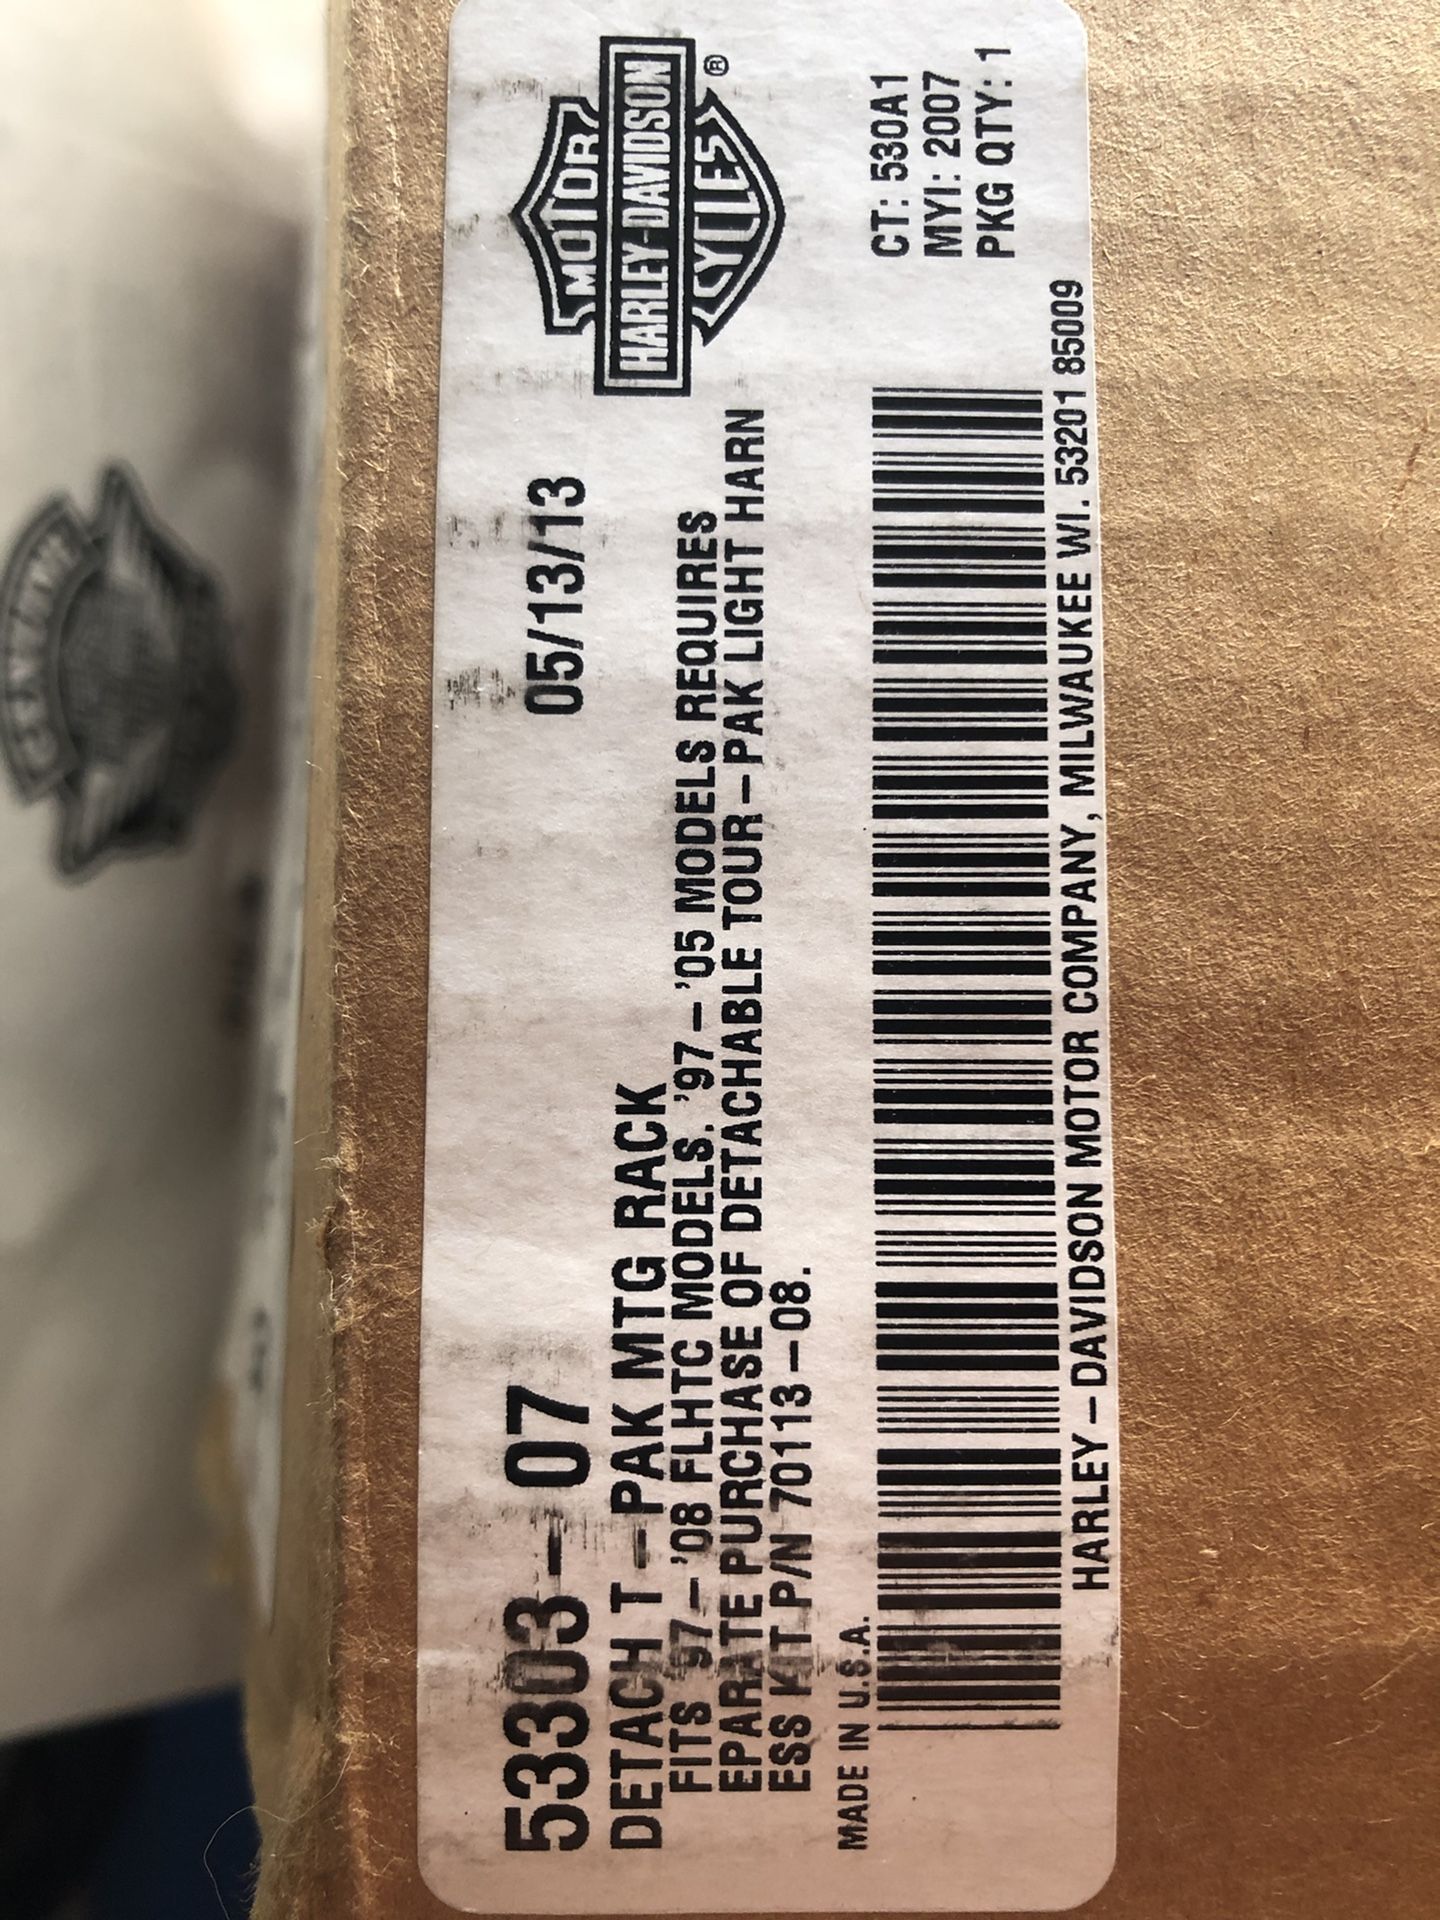 53303-07
05/13/13
MOTOR
HARLEY-DAVIDSON
CYCLES
®
DETACH T-PAK MTG RACK
FITS '97-'08 FLHTC MODELS. '97-'05 MODELS REQUIRES
EPARATE PURCHASE OF DETACHABLE TOUR-PAK LIGHT HARN
ESS KIT P/N 70113-08.
MADE IN U.S.A.
CT: 530A1
MYI: 2007
PKG QTY: 1
HARLEY-DAVIDSON MOTOR COMPANY, MILWAUKEE WI. 53201 85009